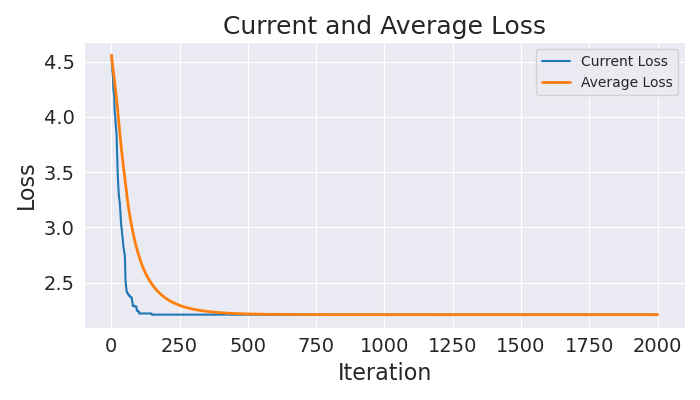 Current and Average Loss
Current Loss
Average Loss
Loss
4.5
4.0
3.5
3.0
2.5
0 250 500 750 1000 1250 1500 1750 2000
Iteration